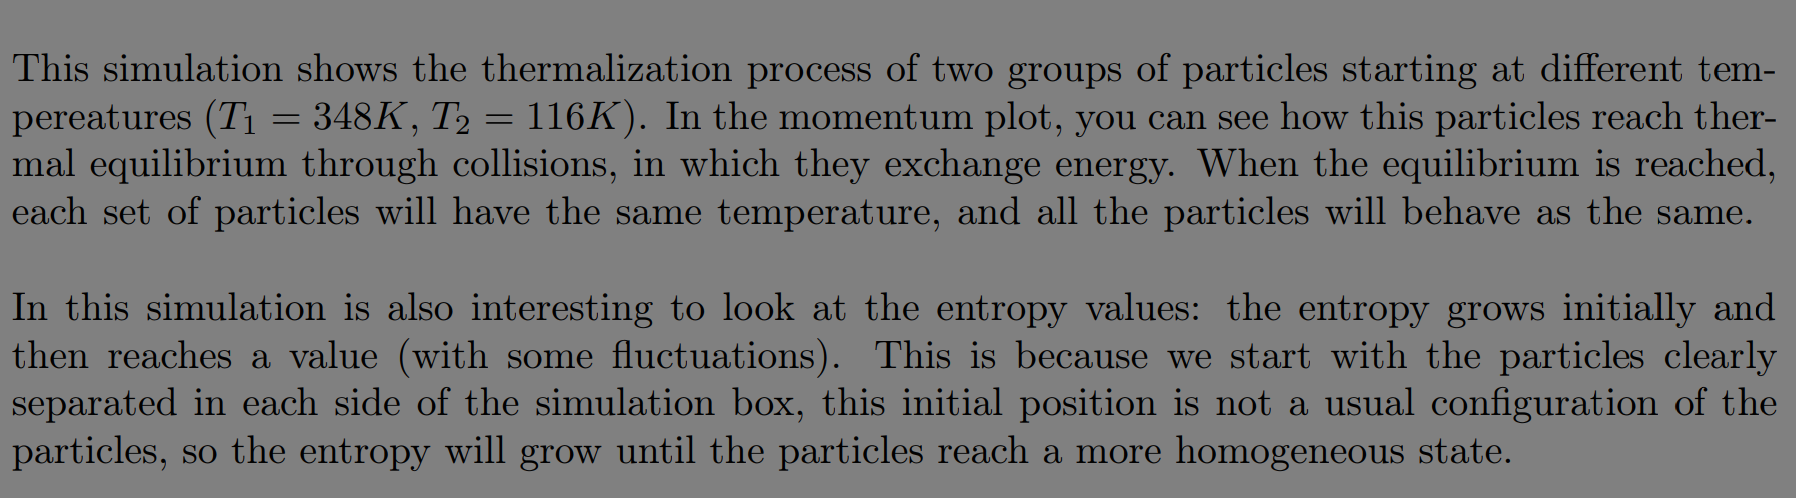 This simulation shows the thermalization process of two groups of particles starting at different tem-
pereatures (T₁ = 348K, T₂ = 116K). In the momentum plot, you can see how this particles reach ther-
mal equilibrium through collisions, in which they exchange energy. When the equilibrium is reached,
each set of particles will have the same temperature, and all the particles will behave as the same.
In this simulation is also interesting to look at the entropy values: the entropy grows initially and
then reaches a value (with some fluctuations). This is because we start with the particles clearly
separated in each side of the simulation box, this initial position is not a usual configuration of the
particles, so the entropy will grow until the particles reach a more homogeneous state.